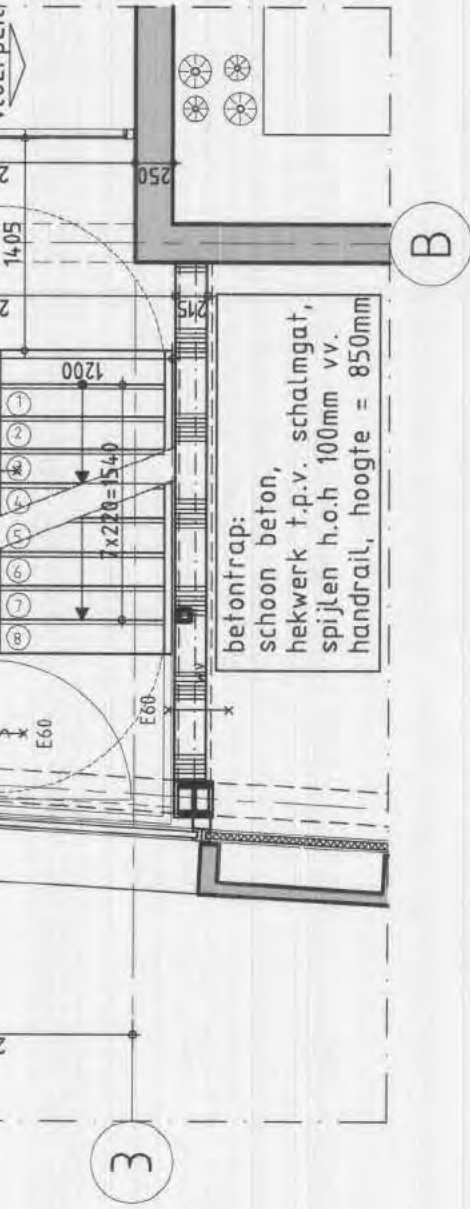 1405
250
215
1200
1
2
3
4
5
6
7
8
7x220=1540
E60
E60
betontrap:
schoon beton,
hekwerk t.p.v. schalmgat,
spijlen h.o.h 100mm vv.
handrail, hoogte = 850mm
B
3